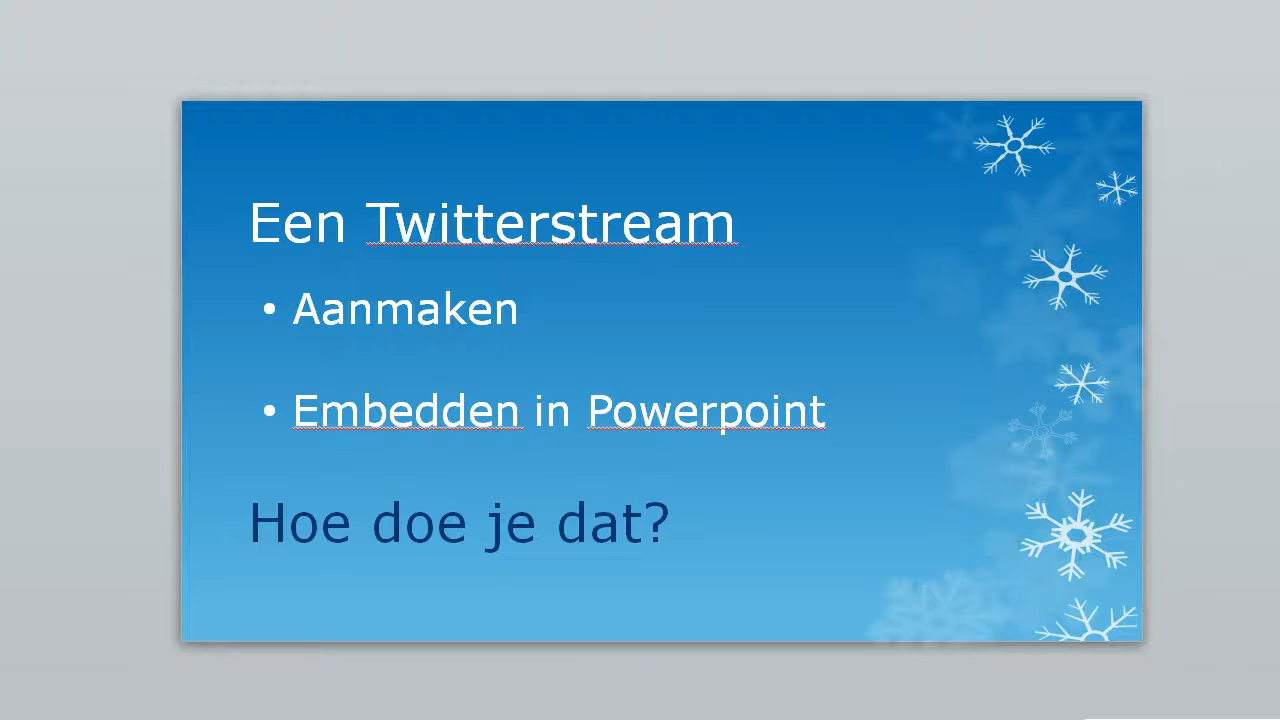 Een Twitterstream
• Aanmaken
• Embedden in Powerpoint
Hoe doe je dat?